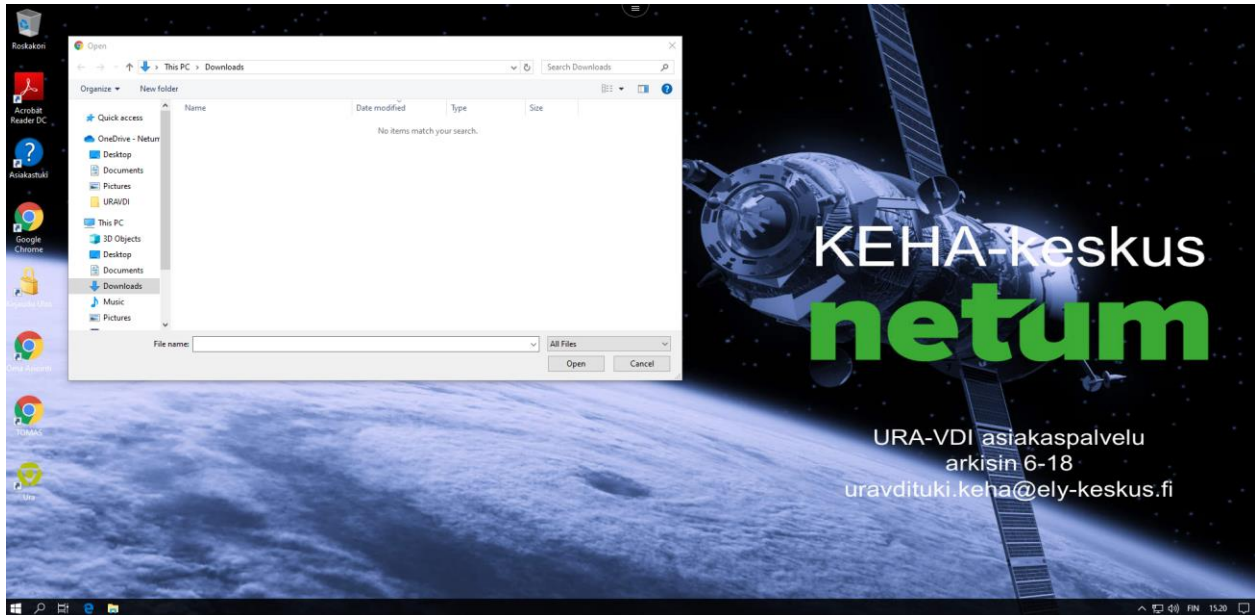 Roskakori
Acrobat
Reader DC
Asiakastuki
Google
Chrome
TOMAS
Ura
Open
This PC > Downloads
Search Downloads
Organize
New folder
Name
Date modified
Type
Size
No items match your search.
Quick access
OneDrive - Netum
Desktop
Documents
Pictures
URAVDI
This PC
3D Objects
Desktop
Documents
Downloads
Music
Pictures
File name:
All Files
Open
Cancel
KEHA-keskus
netum
URA-VDI asiakaspalvelu
arkisin 6-18
uravdituki.keha@ely-keskus.fi
FIN
15.20